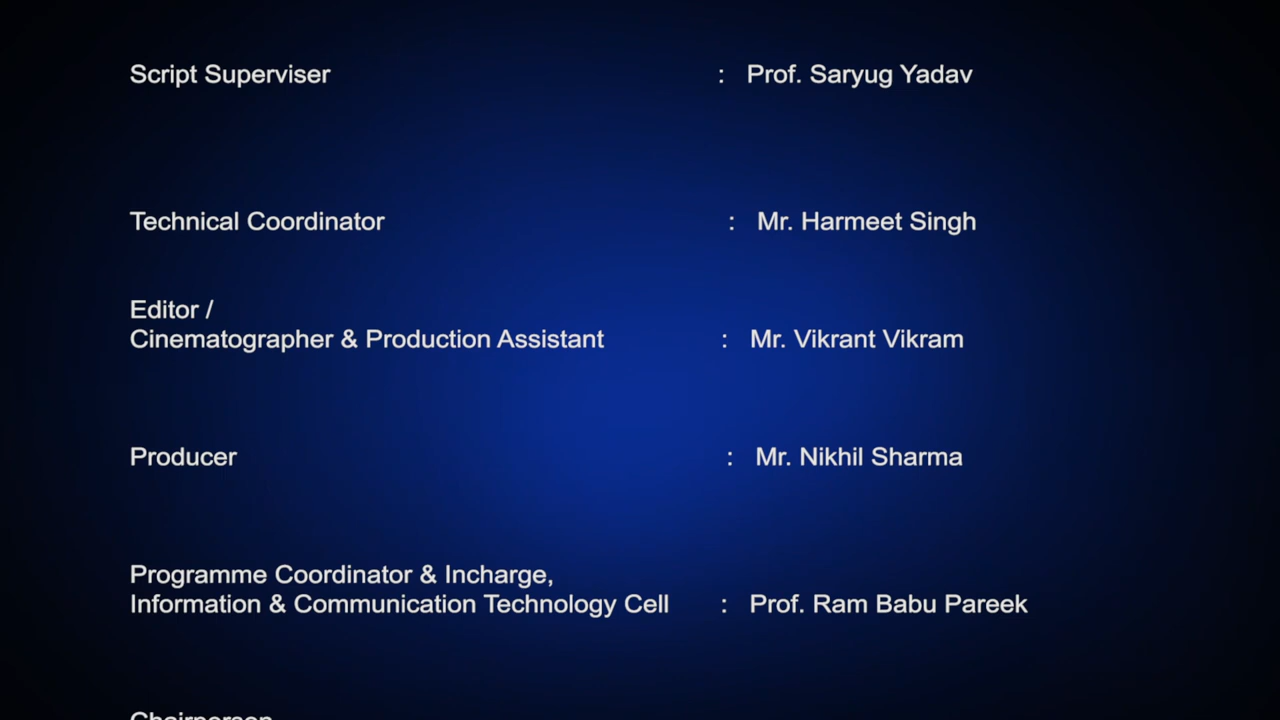 Script Superviser : Prof. Saryug Yadav
Technical Coordinator : Mr. Harmeet Singh
Editor /
Cinematographer & Production Assistant : Mr. Vikrant Vikram
Producer : Mr. Nikhil Sharma
Programme Coordinator & Incharge,
Information & Communication Technology Cell : Prof. Ram Babu Pareek
Chairperson